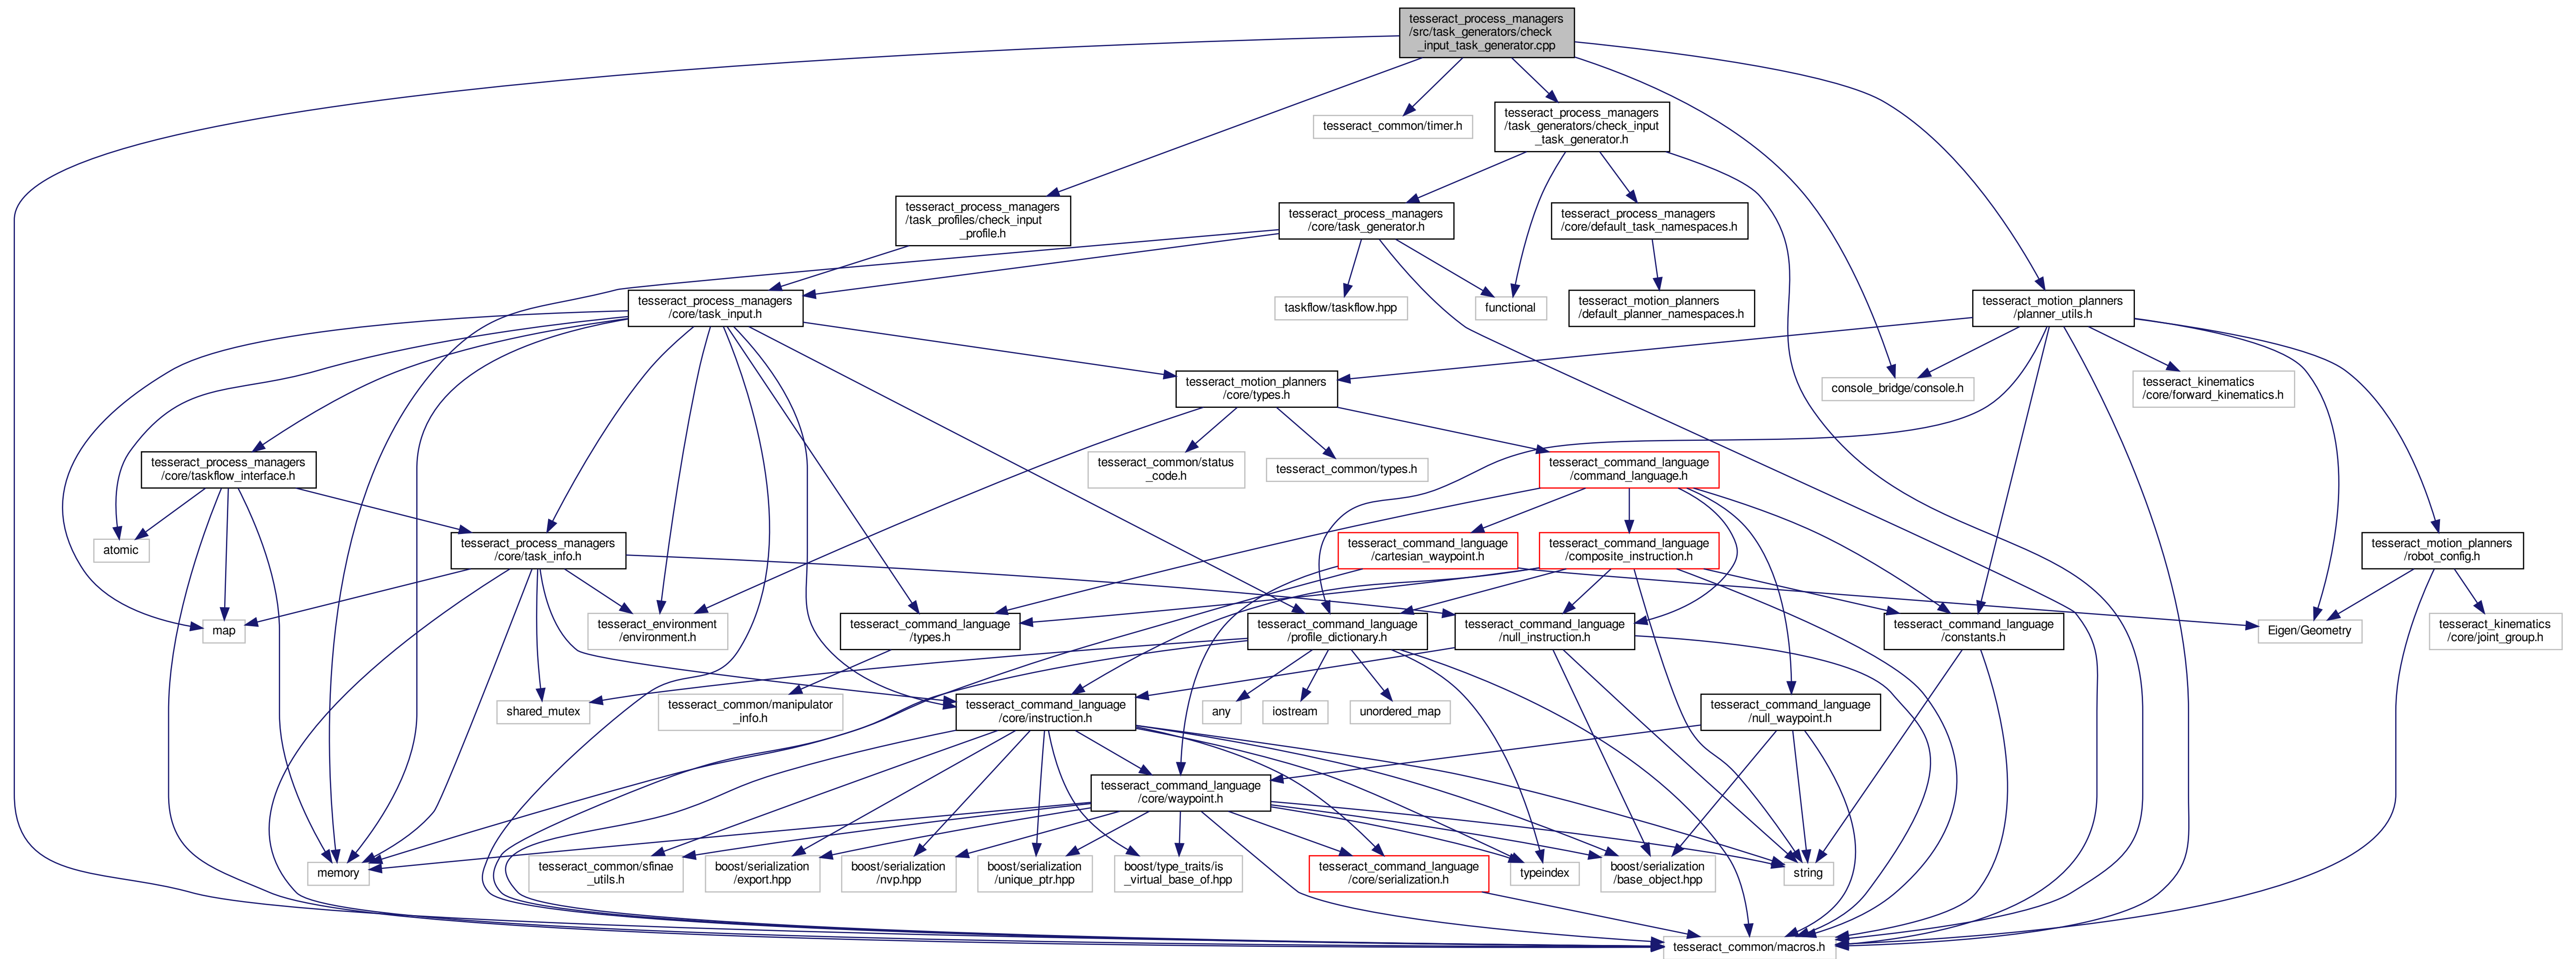 tesseract_process_managers
/src/task_generators/check
_input_task_generator.cpp
tesseract_common/timer.h
tesseract_process_managers
/task_generators/check_input
_task_generator.h
tesseract_process_managers
/task_profiles/check_input
_profile.h
tesseract_process_managers
/core/task_generator.h
tesseract_process_managers
/core/default_task_namespaces.h
tesseract_process_managers
/core/task_input.h
taskflow/taskflow.hpp
functional
tesseract_motion_planners
/default_planner_namespaces.h
tesseract_motion_planners
/planner_utils.h
tesseract_motion_planners
/core/types.h
console_bridge/console.h
tesseract_kinematics
/core/forward_kinematics.h
tesseract_process_managers
/core/taskflow_interface.h
tesseract_common/status
_code.h
tesseract_common/types.h
tesseract_command_language
/command_language.h
atomic
tesseract_process_managers
/core/task_info.h
tesseract_command_language
/cartesian_waypoint.h
tesseract_command_language
/composite_instruction.h
tesseract_motion_planners
/robot_config.h
map
tesseract_environment
/environment.h
tesseract_command_language
/types.h
tesseract_command_language
/profile_dictionary.h
tesseract_command_language
/null_instruction.h
tesseract_command_language
/constants.h
Eigen/Geometry
tesseract_kinematics
/core/joint_group.h
shared_mutex
tesseract_common/manipulator
_info.h
tesseract_command_language
/core/instruction.h
any
iostream
unordered_map
tesseract_command_language
/null_waypoint.h
tesseract_command_language
/core/waypoint.h
memory
tesseract_common/sfinae
_utils.h
boost/serialization
/export.hpp
boost/serialization
/nvp.hpp
boost/serialization
/unique_ptr.hpp
boost/type_traits/is
_virtual_base_of.hpp
tesseract_command_language
/core/serialization.h
typeindex
boost/serialization
/base_object.hpp
string
tesseract_common/macros.h